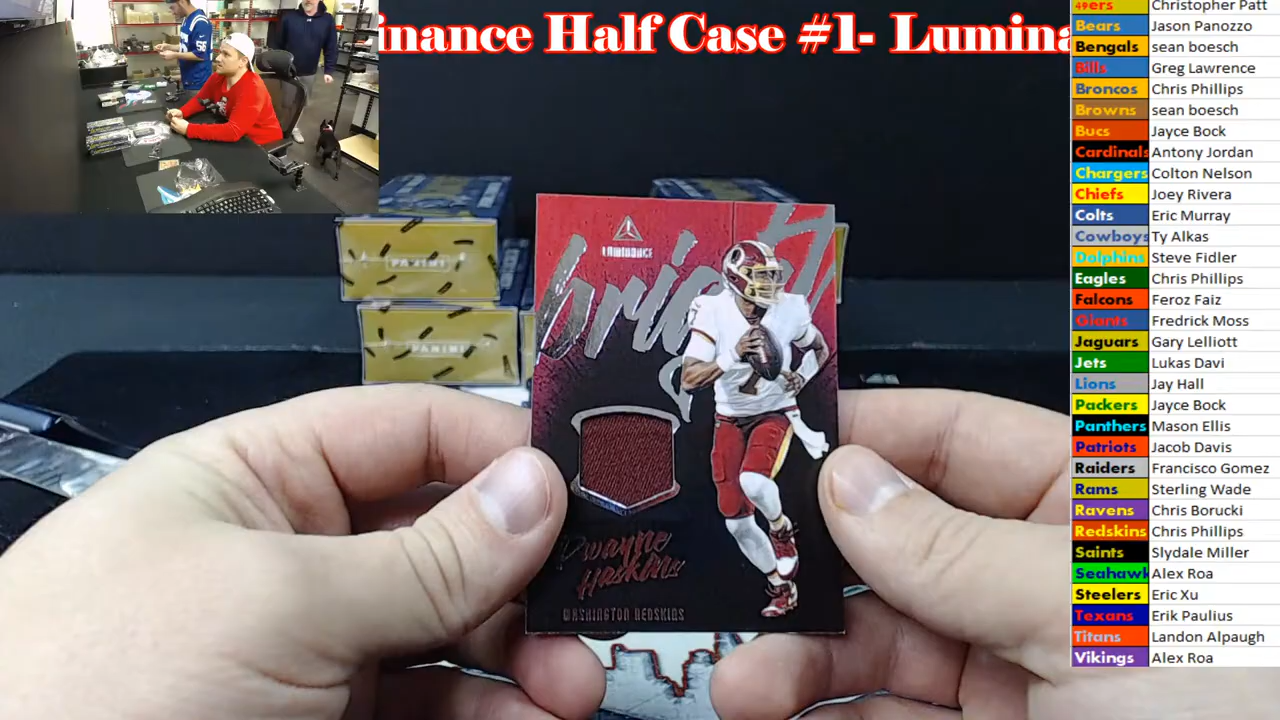 inance Half Case #1- Lumina
49ers Christopher Patt
Bears Jason Panozzo
Bengals sean boesch
Bills Greg Lawrence
Broncos Chris Phillips
Browns sean boesch
Bucs Jayce Bock
Cardinals Antony Jordan
Chargers Colton Nelson
Chiefs Joey Rivera
Colts Eric Murray
Cowboys Ty Alkas
Dolphins Steve Fidler
Eagles Chris Phillips
Falcons Feroz Faiz
Giants Fredrick Moss
Jaguars Gary Lelliott
Jets Lukas Davi
Lions Jay Hall
Packers Jayce Bock
Panthers Mason Ellis
Patriots Jacob Davis
Raiders Francisco Gomez
Rams Sterling Wade
Ravens Chris Borucki
Redskins Chris Phillips
Saints Slydale Miller
Seahawk Alex Roa
Steelers Eric Xu
Texans Erik Paulius
Titans Landon Alpaugh
Vikings Alex Roa
56
PANINI
PANINI
LUMINANCE
Dwayne
Haskins
WASHINGTON REDSKINS